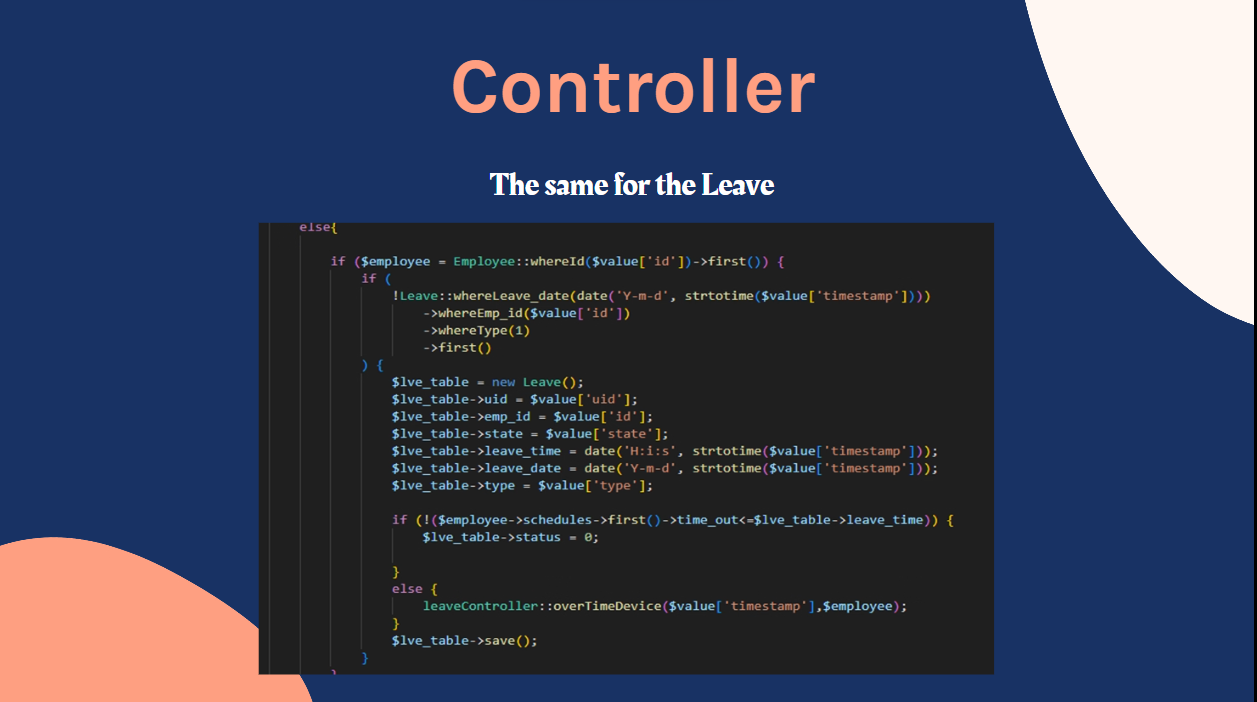 Controller
The same for the Leave
else{
if ($employee = Employee::whereId($value['id'])->first()) {
if (
!Leave::whereLeave_date(date('Y-m-d', strtotime($value['timestamp'])))
->whereEmp_id($value['id'])
->whereType(1)
->first()
) {
$lve_table = new Leave();
$lve_table->uid = $value['uid'];
$lve_table->emp_id = $value['id'];
$lve_table->state = $value['state'];
$lve_table->leave_time = date('H:i:s', strtotime($value['timestamp']));
$lve_table->leave_date = date('Y-m-d', strtotime($value['timestamp']));
$lve_table->type = $value['type'];
if (!($employee->schedules->first()->time_out<=$lve_table->leave_time)) {
$lve_table->status = 0;
}
else {
leaveController::overTimeDevice($value['timestamp'],$employee);
}
$lve_table->save();
}
}